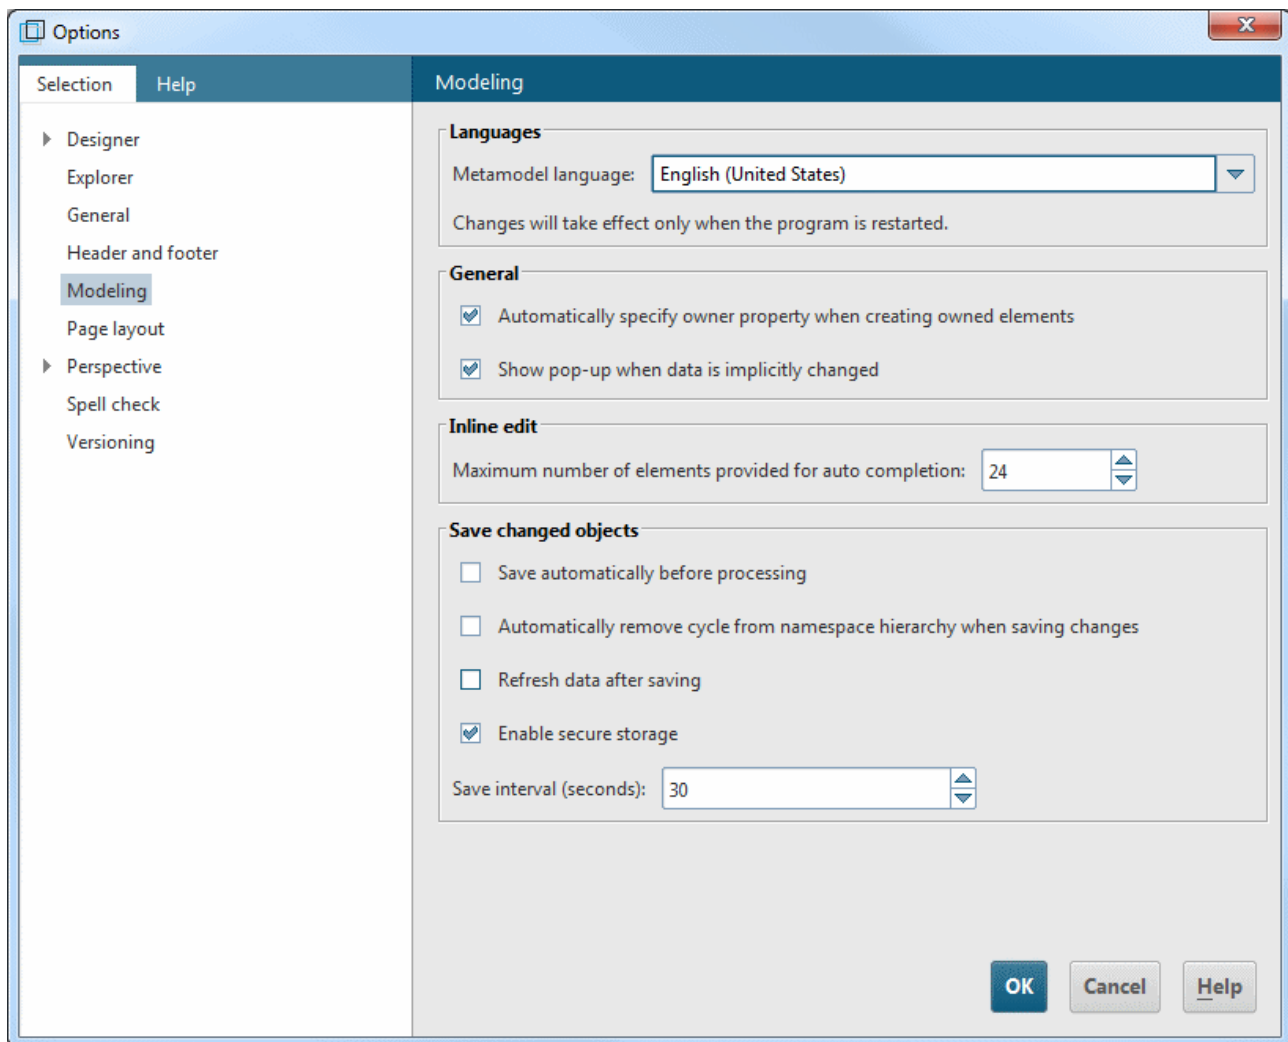 Options
Selection Help
Designer
Explorer
General
Header and footer
Modeling
Page layout
Perspective
Spell check
Versioning
Modeling
Languages
Metamodel language: English (United States)
Changes will take effect only when the program is restarted.
General
Automatically specify owner property when creating owned elements
Show pop-up when data is implicitly changed
Inline edit
Maximum number of elements provided for auto completion: 24
Save changed objects
Save automatically before processing
Automatically remove cycle from namespace hierarchy when saving changes
Refresh data after saving
Enable secure storage
Save interval (seconds): 30
OK Cancel Help